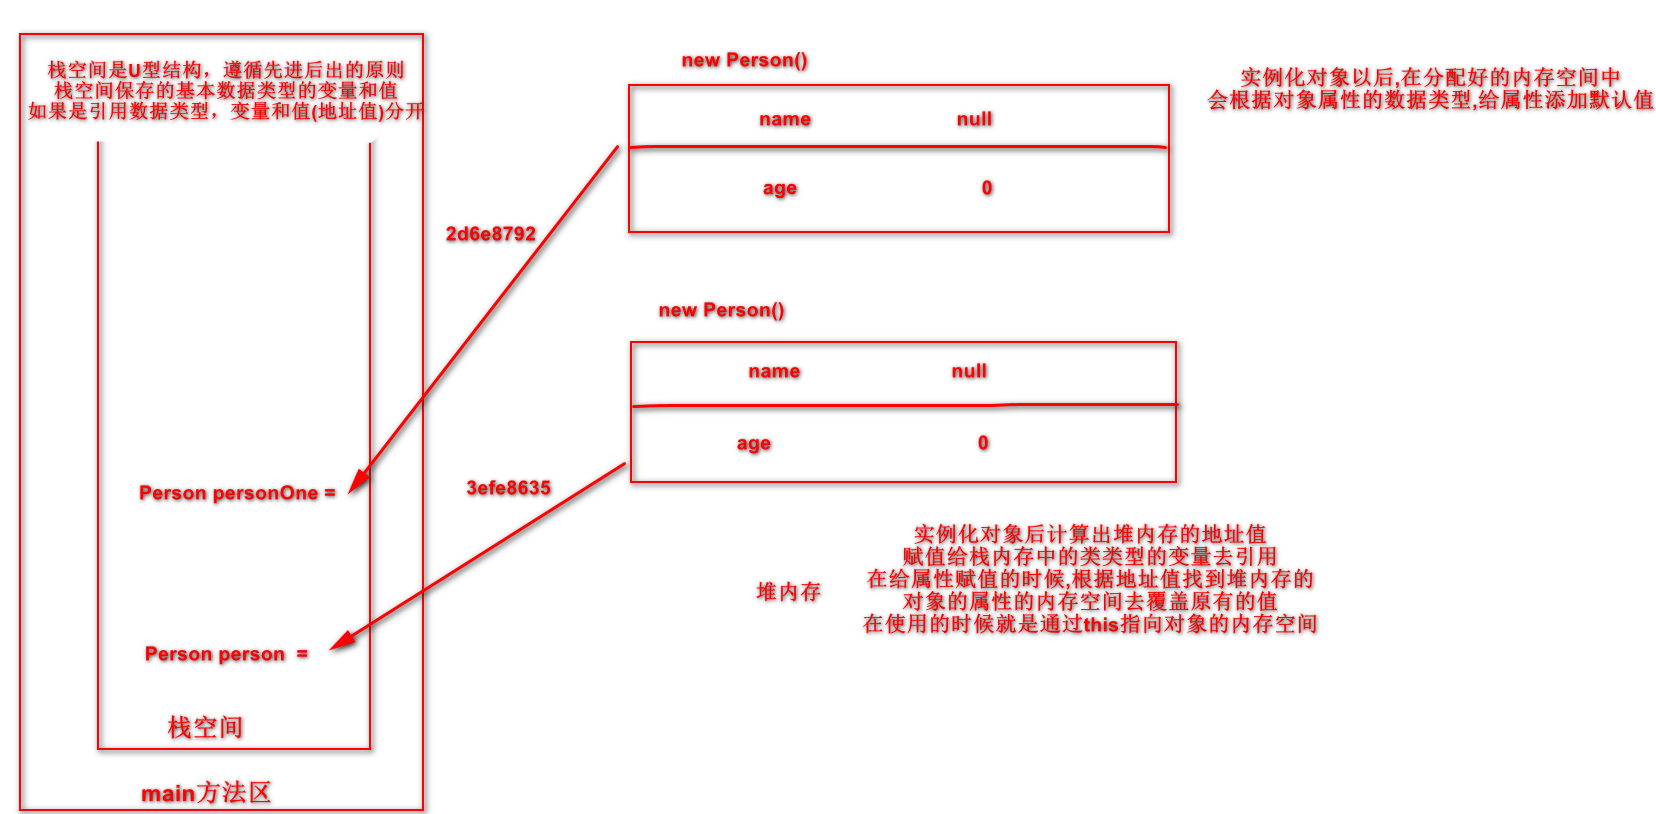 栈空间是U型结构，遵循先进后出的原则
栈空间保存的基本数据类型的变量和值
如果是引用数据类型，变量和值(地址值)分开
new Person()
name null
age 0
实例化对象以后,在分配好的内存空间中
会根据对象属性的数据类型,给属性添加默认值
2d6e8792
new Person()
name null
age 0
Person personOne =
3efe8635
Person person =
实例化对象后计算出堆内存的地址值
赋值给栈内存中的类类型的变量去引用
在给属性赋值的时候,根据地址值找到堆内存的
对象的属性的内存空间去覆盖原有的值
在使用的时候就是通过this指向对象的内存空间
堆内存
栈空间
main方法区